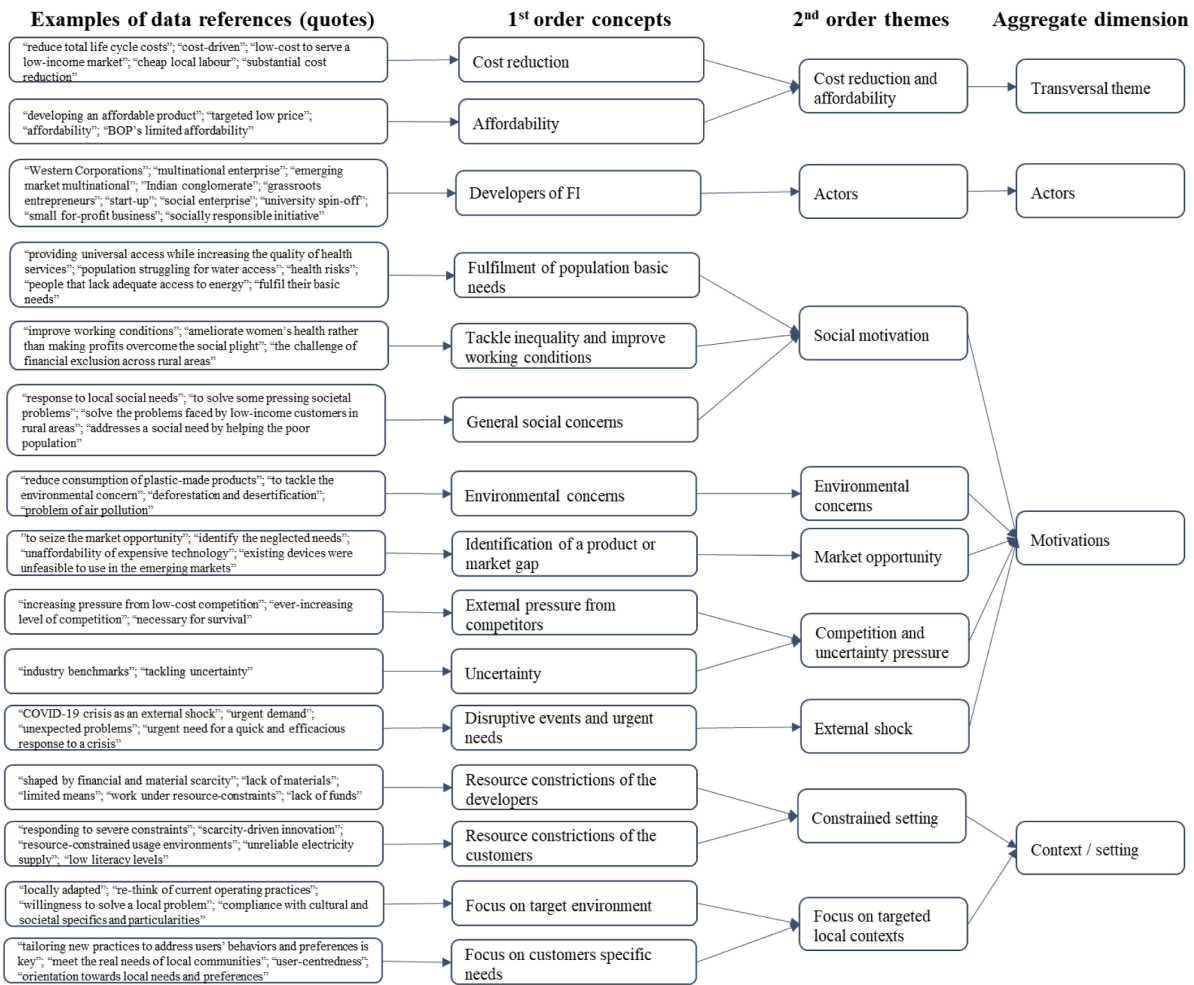 Examples of data references (quotes)
1st order concepts
2nd order themes
Aggregate dimension
“reduce total life cycle costs”; “cost-driven”; “low-cost to serve a
low-income market”; “cheap local labour”; “substantial cost
reduction”
Cost reduction
“developing an affordable product”; “targeted low price”;
“affordability”; “BOP’s limited affordability”
Affordability
Cost reduction and
affordability
Transversal theme
“Western Corporations”; “multinational enterprise”; “emerging
market multinational”; ”Indian conglomerate”; “grassroots
entrepreneurs”; “start-up”; “social enterprise”; “university spin-off”;
“small for-profit business”; “socially responsible initiative”
Developers of FI
Actors
Actors
“providing universal access while increasing the quality of health
services”; “population struggling for water access”; “health risks”;
“people that lack adequate access to energy”; “fulfil their basic
needs”
Fulfilment of population basic
needs
“improve working conditions”; “ameliorate women’s health rather
than making profits overcome the social plight”; “the challenge of
financial exclusion across rural areas”
Tackle inequality and improve
working conditions
“response to local social needs”; “to solve some pressing societal
problems”; “solve the problems faced by low-income customers in
rural areas”; “addresses a social need by helping the poor
population”
General social concerns
Social motivation
“reduce consumption of plastic-made products”; “to tackle the
environmental concern”; “deforestation and desertification”;
“problem of air pollution”
Environmental concerns
Environmental
concerns
”to seize the market opportunity”; “identify the neglected needs”;
“unaffordability of expensive technology”; “existing devices were
unfeasible to use in the emerging markets”
Identification of a product or
market gap
Market opportunity
“increasing pressure from low-cost competition”; “ever-increasing
level of competition”; “necessary for survival”
External pressure from
competitors
“industry benchmarks”; “tackling uncertainty”
Uncertainty
Competition and
uncertainty pressure
“COVID-19 crisis as an external shock”; “urgent demand”;
“unexpected problems”; “urgent need for a quick and efficacious
response to a crisis”
Disruptive events and urgent
needs
External shock
Motivations
“shaped by financial and material scarcity”; “lack of materials”;
“limited means”; “work under resource-constraints”; “lack of funds”
Resource constrictions of the
developers
“responding to severe constraints”; “scarcity-driven innovation”;
“resource-constrained usage environments”; “unreliable electricity
supply”; “low literacy levels”
Resource constrictions of the
customers
Constrained setting
“locally adapted”; “re-think of current operating practices”;
“willingness to solve a local problem”; “compliance with cultural and
societal specifics and particularities”
Focus on target environment
“tailoring new practices to address users’ behaviors and preferences is
key”; “meet the real needs of local communities”; “user-centredness”;
“orientation towards local needs and preferences”
Focus on customers specific
needs
Focus on targeted
local contexts
Context / setting